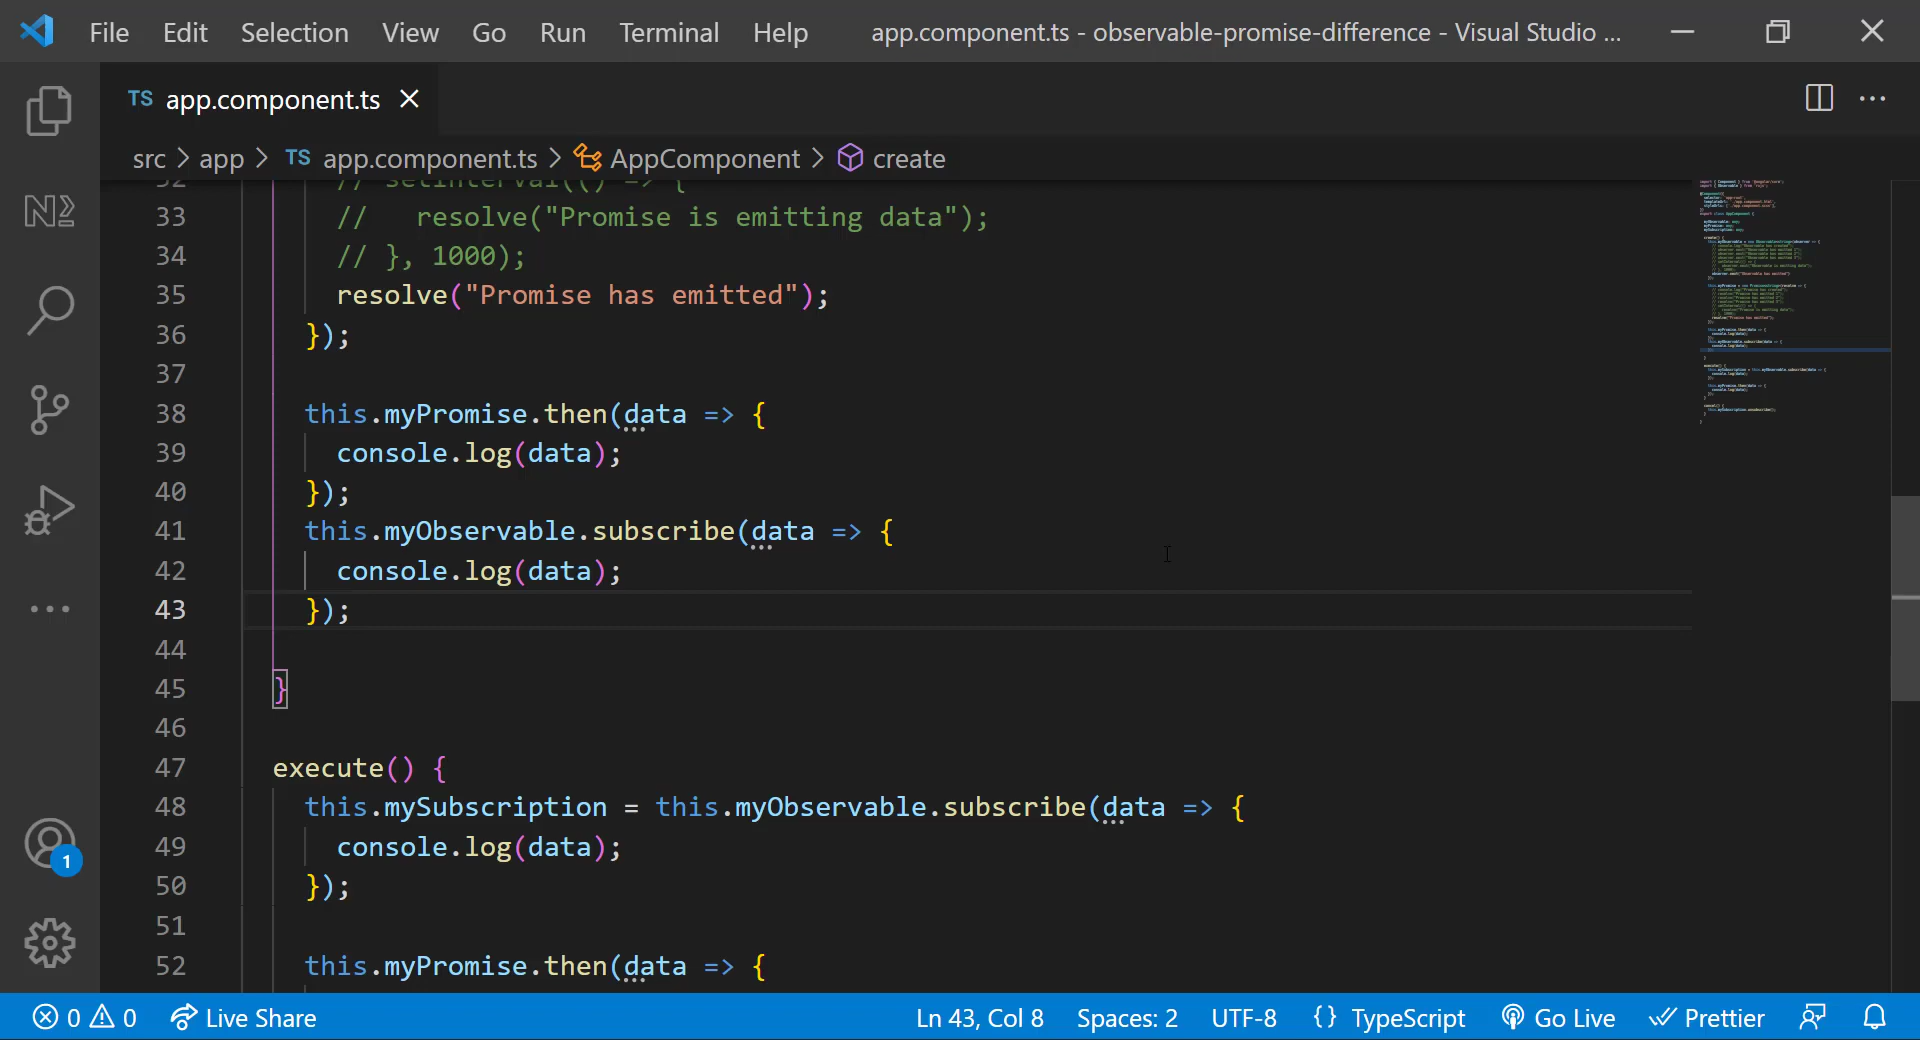 File Edit Selection View Go Run Terminal Help app.component.ts - observable-promise-difference - Visual Studio ...
TS app.component.ts
src > app > TS app.component.ts > AppComponent > create
32 // setInterval(() => {
33 //   resolve("Promise is emitting data");
34 // }, 1000);
35 resolve("Promise has emitted");
36 });
37
38 this.myPromise.then(data => {
39 console.log(data);
40 });
41 this.myObservable.subscribe(data => {
42 console.log(data);
43 });
44
45 }
46
47 execute() {
48 this.mySubscription = this.myObservable.subscribe(data => {
49 console.log(data);
50 });
51
52 this.myPromise.then(data => {
1
0 0 Live Share Ln 43, Col 8 Spaces: 2 UTF-8 {} TypeScript Go Live Prettier